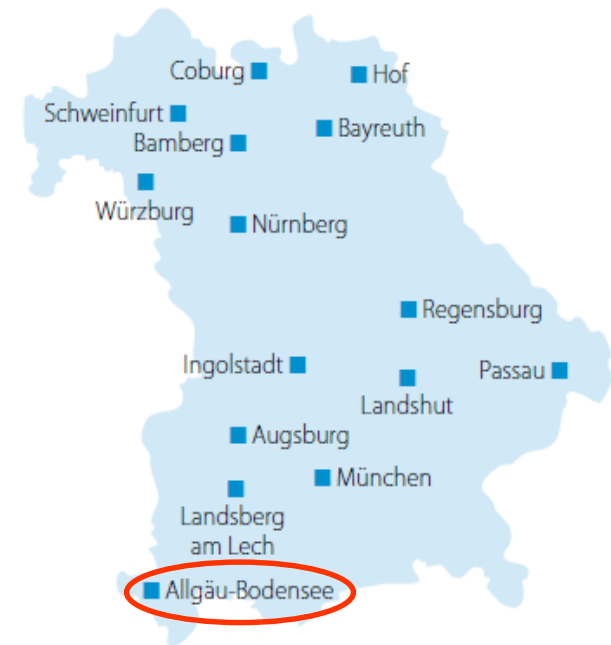 Coburg
Hof
Schweinfurt
Bayreuth
Bamberg
Würzburg
Nürnberg
Regensburg
Ingolstadt
Passau
Landshut
Augsburg
München
Landsberg
am Lech
Allgäu-Bodensee